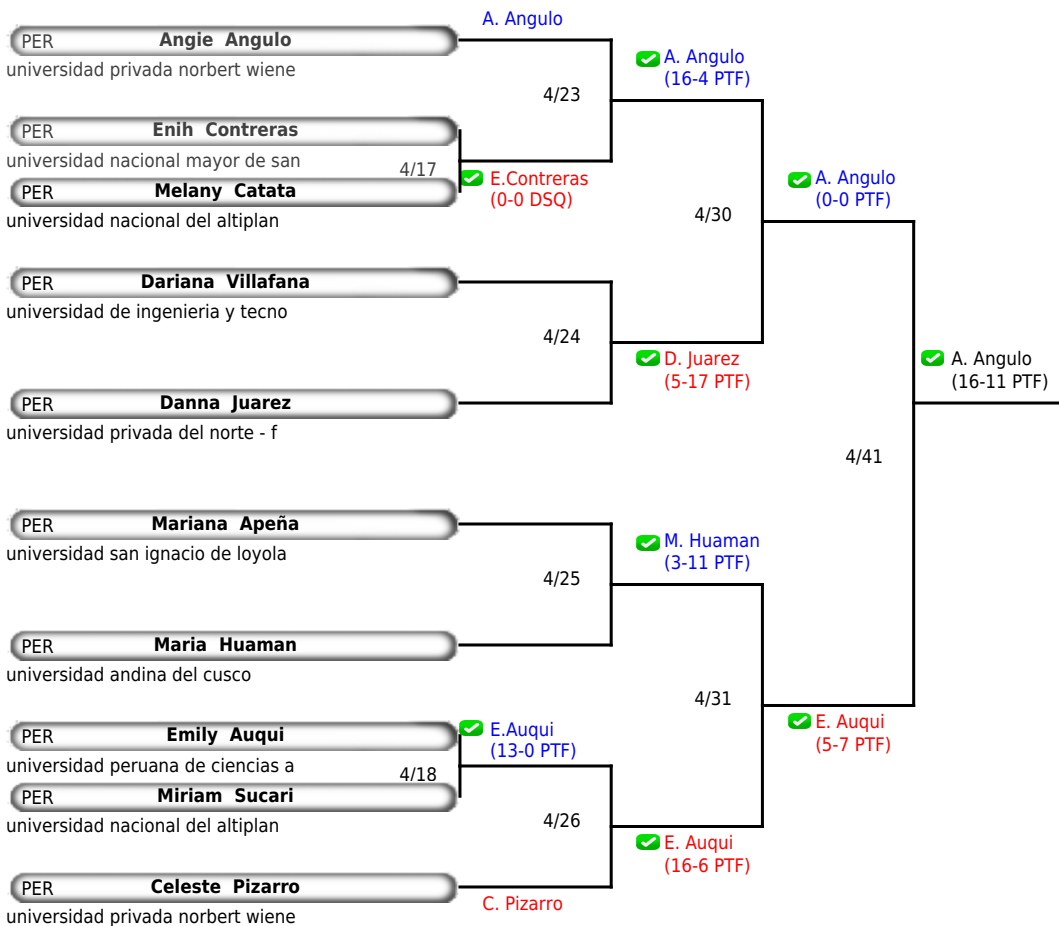 A. Angulo
PER Angie Angulo
universidad privada norbert wiene
4/23
A. Angulo
(16-4 PTF)
PER Enih Contreras
universidad nacional mayor de san
4/17
E.Contreras
(0-0 DSQ)
PER Melany Catata
universidad nacional del altiplan
4/30
A. Angulo
(0-0 PTF)
PER Dariana Villafana
universidad de ingenieria y tecno
4/24
D. Juarez
(5-17 PTF)
A. Angulo
(16-11 PTF)
PER Danna Juarez
universidad privada del norte - f
4/41
PER Mariana Apeña
universidad san ignacio de loyola
M. Huaman
(3-11 PTF)
4/25
PER Maria Huaman
universidad andina del cusco
4/31
E. Auqui
(5-7 PTF)
PER Emily Auqui
universidad peruana de ciencias a
E.Auqui
(13-0 PTF)
4/18
PER Miriam Sucari
universidad nacional del altiplan
4/26
E. Auqui
(16-6 PTF)
PER Celeste Pizarro
universidad privada norbert wiene
C. Pizarro